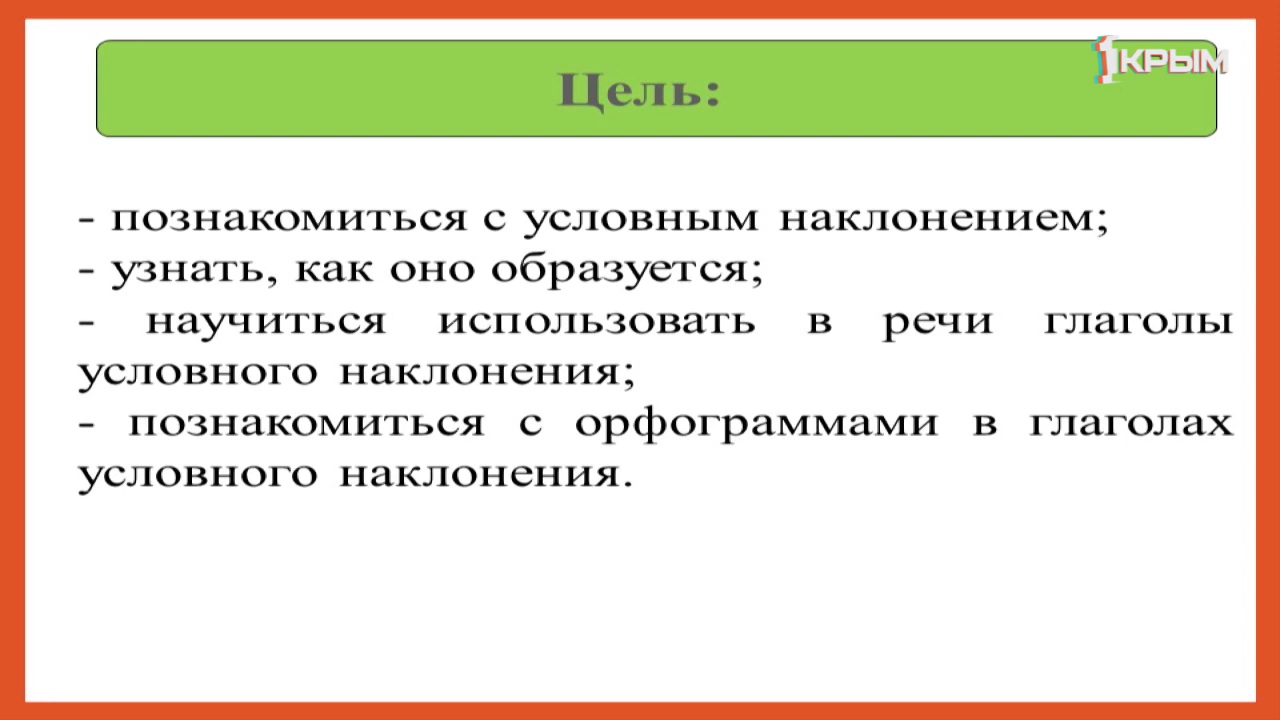 Цель:
1КРЫМ
- познакомиться с условным наклонением;
- узнать, как оно образуется;
- научиться использовать в речи глаголы
условного наклонения;
- познакомиться с орфограммами в глаголах
условного наклонения.